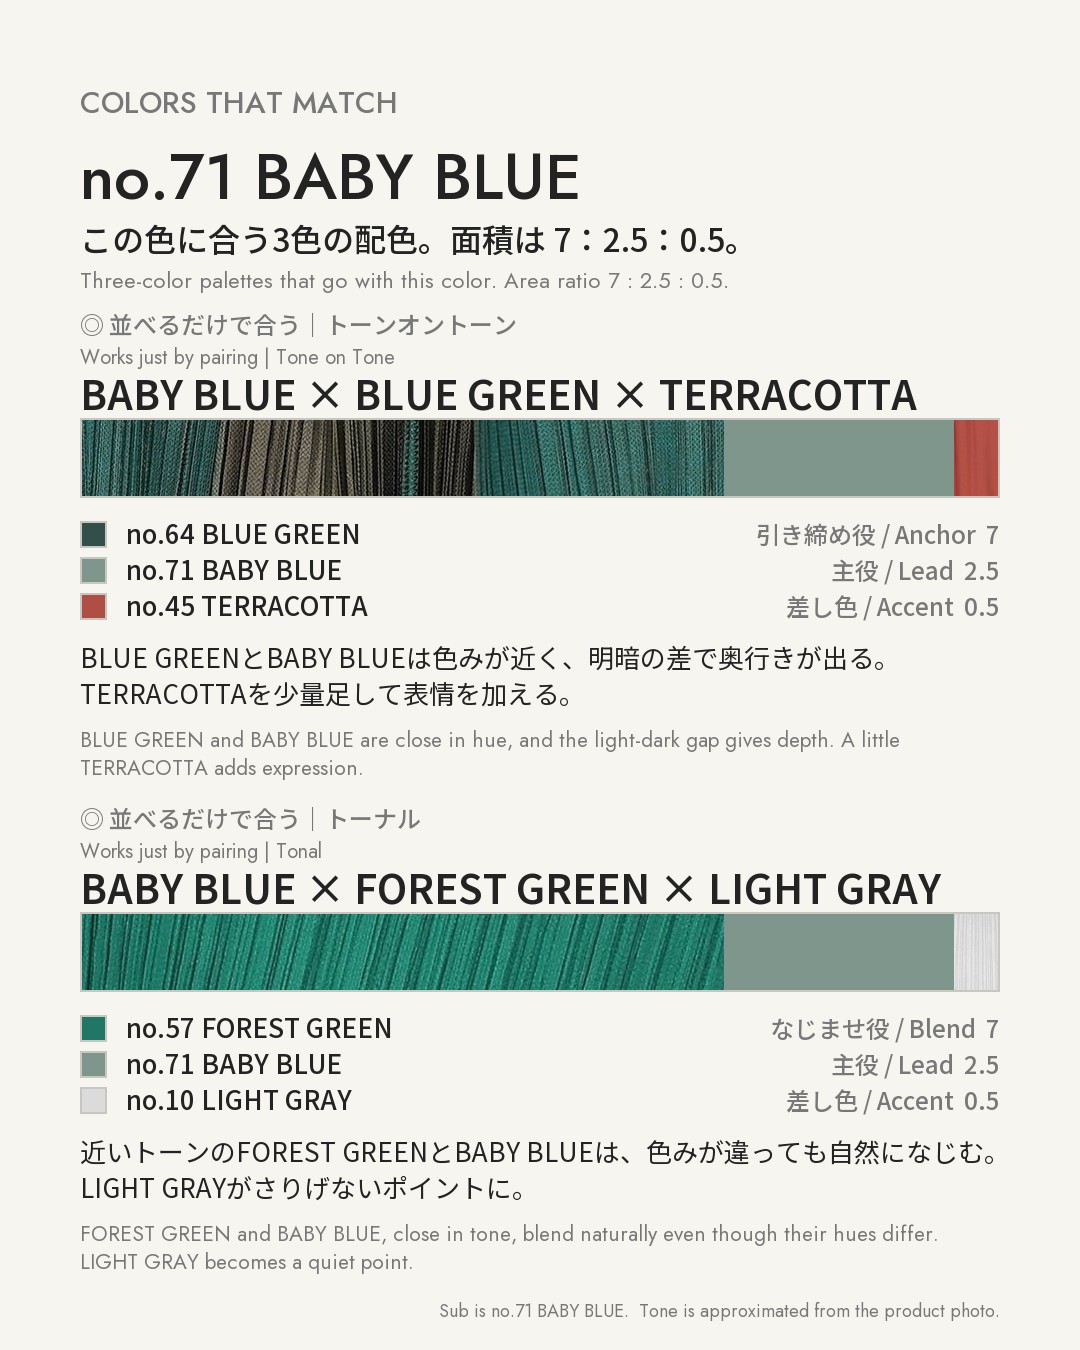 COLORS THAT MATCH
no.71 BABY BLUE
この色に合う3色の配色。面積は 7：2.5：0.5。
Three-color palettes that go with this color. Area ratio 7 : 2.5 : 0.5.
◎ 並べるだけで合う｜トーンオントーン
Works just by pairing | Tone on Tone
BABY BLUE × BLUE GREEN × TERRACOTTA
no.64 BLUE GREEN 引き締め役 / Anchor 7
no.71 BABY BLUE 主役 / Lead 2.5
no.45 TERRACOTTA 差し色 / Accent 0.5
BLUE GREENとBABY BLUEは色みが近く、明暗の差で奥行きが出る。
TERRACOTTAを少量足して表情を加える。
BLUE GREEN and BABY BLUE are close in hue, and the light-dark gap gives depth. A little
TERRACOTTA adds expression.
◎ 並べるだけで合う｜トーナル
Works just by pairing | Tonal
BABY BLUE × FOREST GREEN × LIGHT GRAY
no.57 FOREST GREEN なじませ役 / Blend 7
no.71 BABY BLUE 主役 / Lead 2.5
no.10 LIGHT GRAY 差し色 / Accent 0.5
近いトーンのFOREST GREENとBABY BLUEは、色みが違っても自然になじむ。
LIGHT GRAYがさりげないポイントに。
FOREST GREEN and BABY BLUE, close in tone, blend naturally even though their hues differ.
LIGHT GRAY becomes a quiet point.
Sub is no.71 BABY BLUE. Tone is approximated from the product photo.